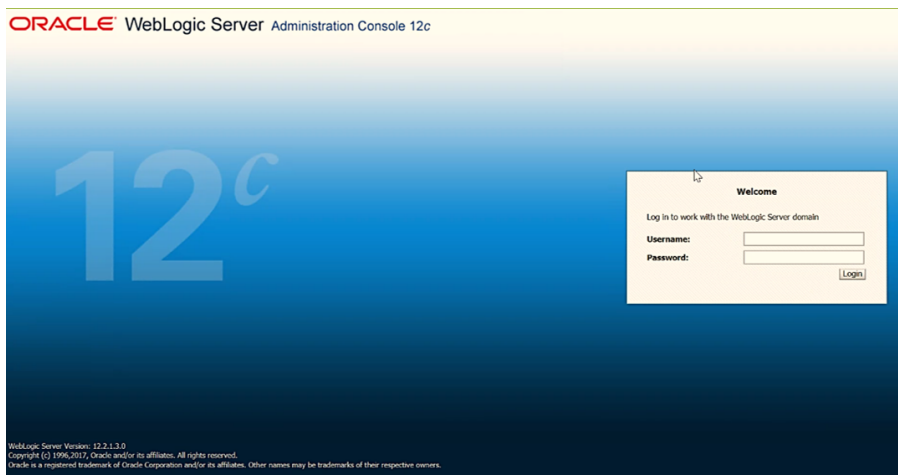 ORACLE® WebLogic Server Administration Console 12c
12c
Welcome
Log in to work with the WebLogic Server domain
Username:
Password:
Login
WebLogic Server Version: 12.2.1.3.0
Copyright (c) 1996,2017, Oracle and/or its affiliates. All rights reserved.
Oracle is a registered trademark of Oracle Corporation and/or its affiliates. Other names may be trademarks of their respective owners.